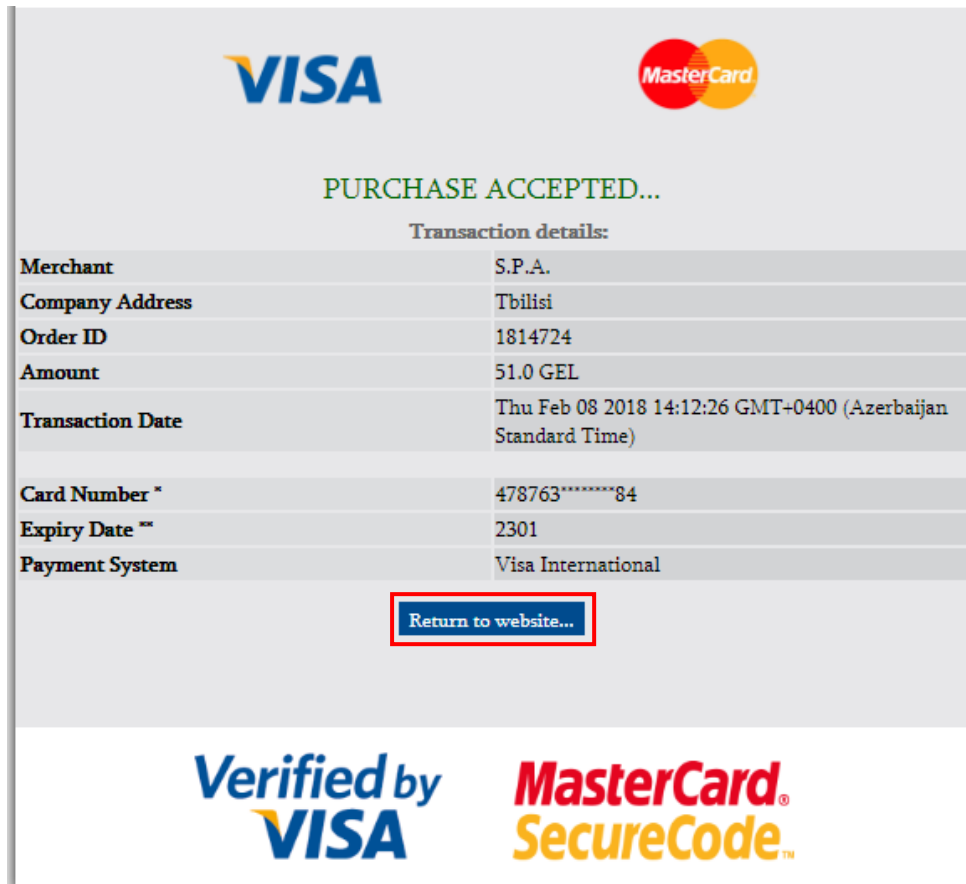 VISA MasterCard
PURCHASE ACCEPTED...
Transaction details:
Merchant S.P.A.
Company Address Tbilisi
Order ID 1814724
Amount 51.0 GEL
Transaction Date Thu Feb 08 2018 14:12:26 GMT+0400 (Azerbaijan
Standard Time)
Card Number * 478763********84
Expiry Date ** 2301
Payment System Visa International
Return to website...
Verified by MasterCard®
VISA SecureCode™